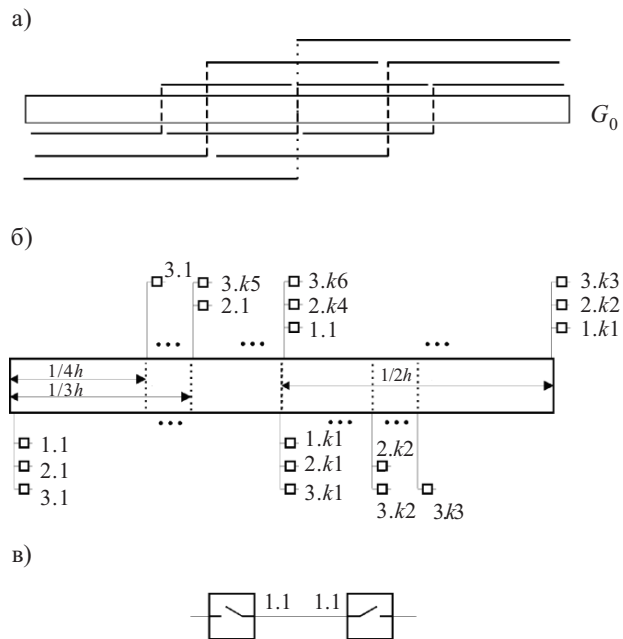 а)
G₀
б)
3.1
3.k5
2.1
3.k6
2.k4
1.1
3.k3
2.k2
1.k1
1/4h
1/3h
1/2h
1.1
2.1
3.1
1.k1
2.k1
3.k1
2.k2
3.k2
3.k3
в)
1.1 1.1